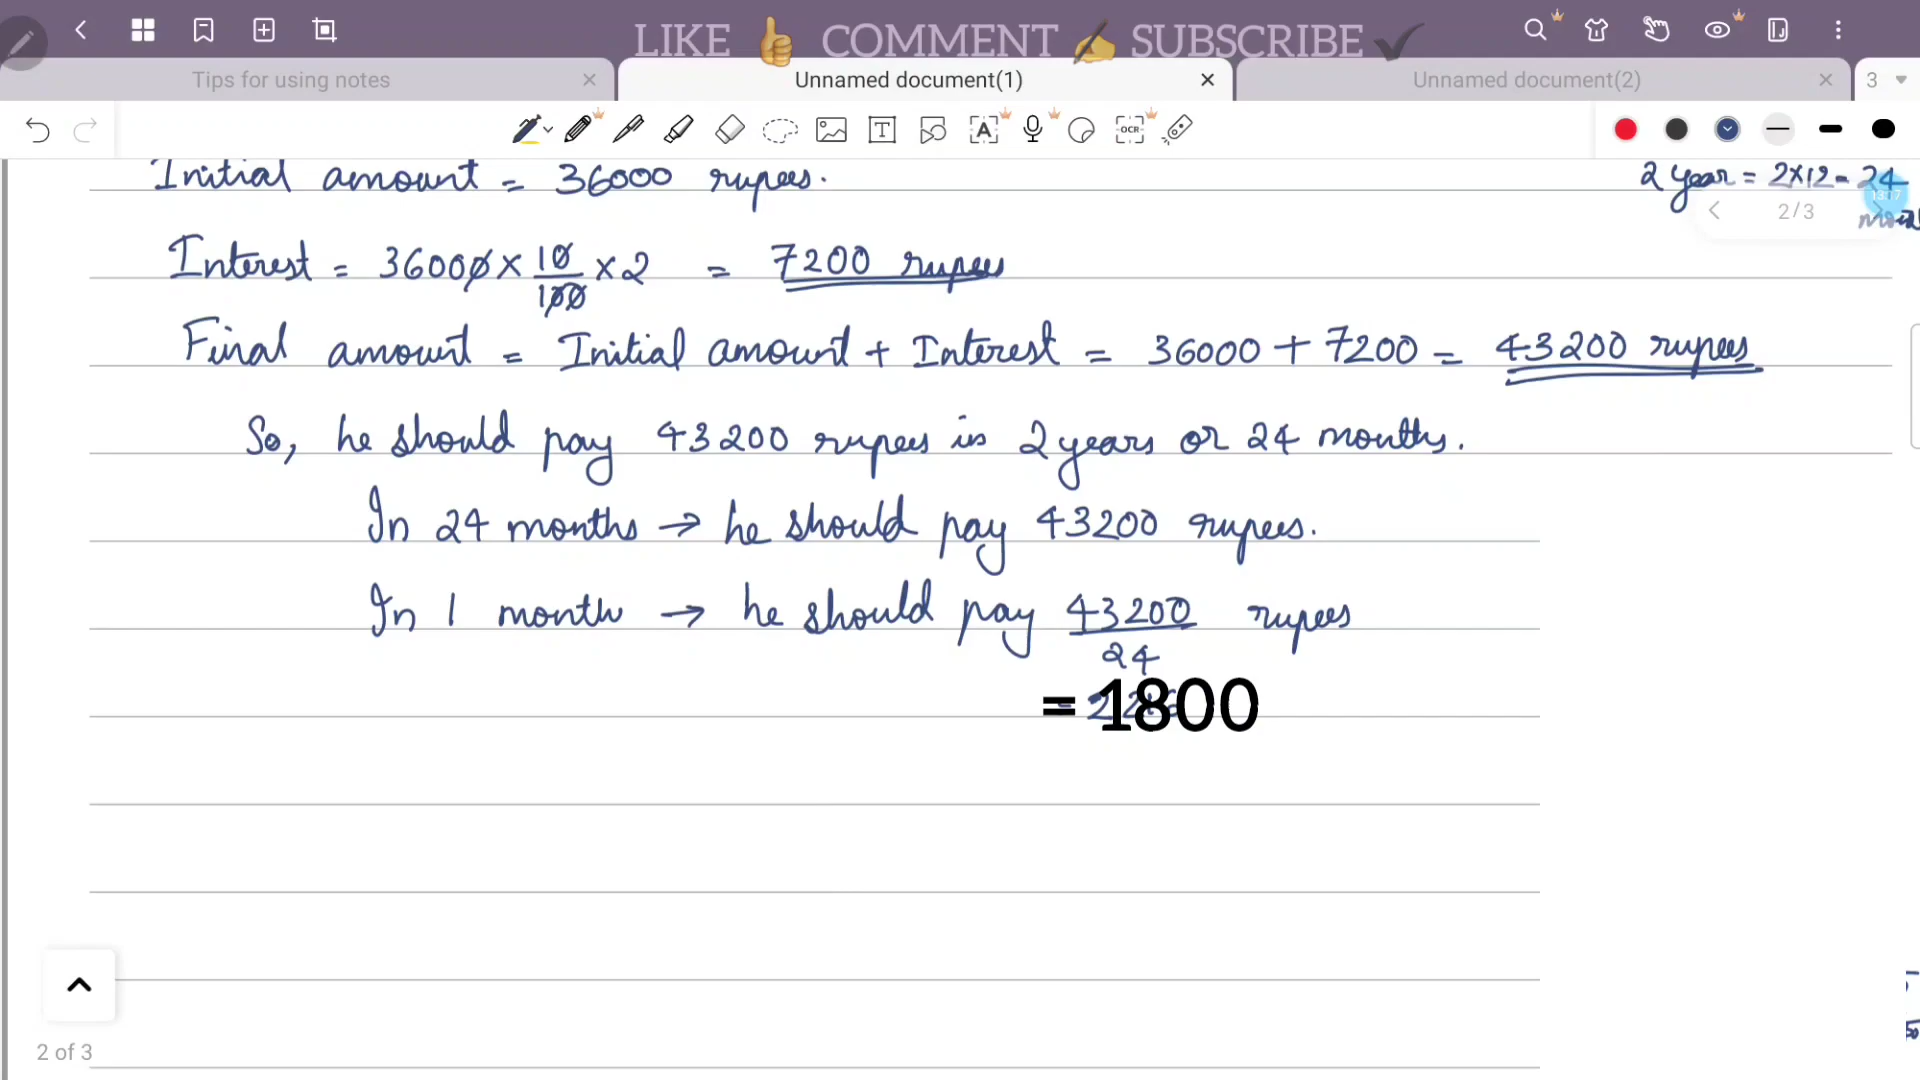 LIKE 👍 COMMENT ✍ SUBSCRIBE ✔
Tips for using notes
Unnamed document(1)
Unnamed document(2)
3
Initial amount = 36000 rupees.
2 year = 2×12 = 24
2/3
13:17
Interest = 36000 × 10/100 × 2 = 7200 rupees
Final amount = Initial amount + Interest = 36000 + 7200 = 43200 rupees
So, he should pay 43200 rupees in 2 years or 24 months.
In 24 months → he should pay 43200 rupees.
In 1 month → he should pay 43200/24 rupees
= 1800
2 of 3